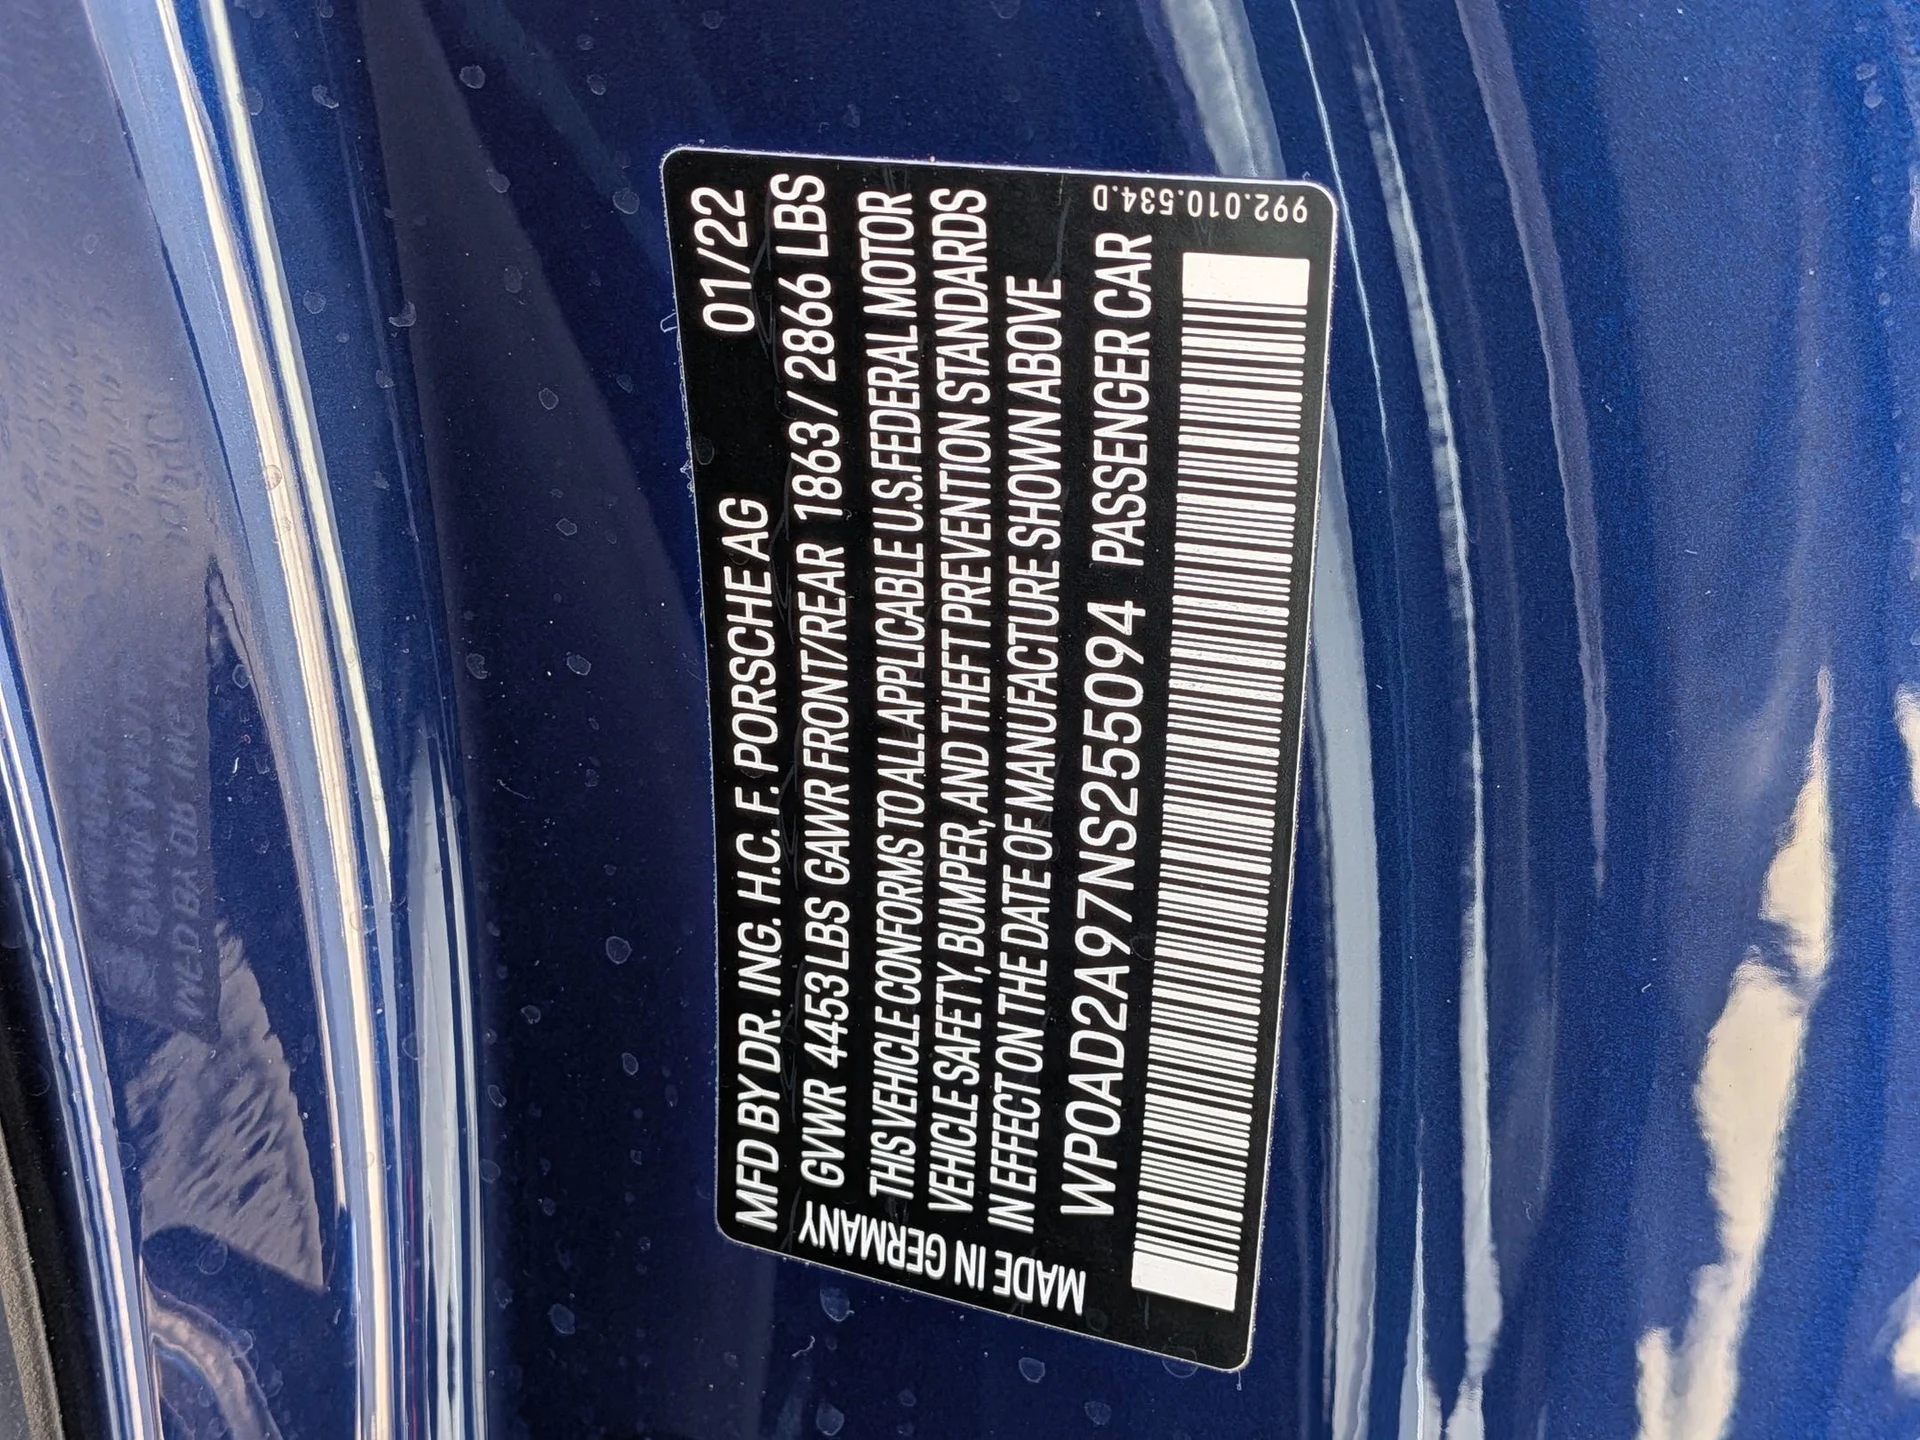 MFD BY DR. ING. H.C. F. PORSCHE AG 01/22
GVWR 4453 LBS GAWR FRONT/REAR 1863 / 2866 LBS
THIS VEHICLE CONFORMS TO ALL APPLICABLE U.S. FEDERAL MOTOR
VEHICLE SAFETY, BUMPER, AND THEFT PREVENTION STANDARDS
IN EFFECT ON THE DATE OF MANUFACTURE SHOWN ABOVE
WP0AD2A97NS255094 PASSENGER CAR
MADE IN GERMANY
992.010.534.D